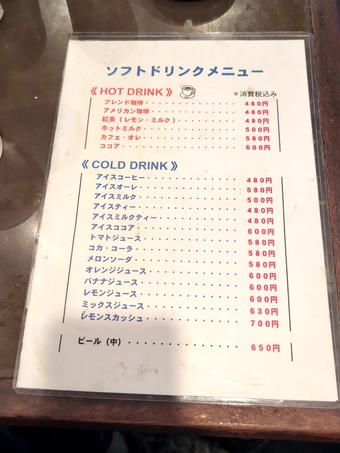 ソフトドリンクメニュー
《 HOT DRINK 》 ＊消費税込み
ブレンド珈琲・・・・・・・・・・・・480円
アメリカン珈琲・・・・・・・・・・・480円
紅茶（レモン・ミルク）・・・・・・・480円
ホットミルク・・・・・・・・・・・・500円
カフェ・オレ・・・・・・・・・・・・580円
ココア・・・・・・・・・・・・・・・600円
《 COLD DRINK 》
アイスコーヒー・・・・・・・・・・・480円
アイスオーレ・・・・・・・・・・・・580円
アイスミルク・・・・・・・・・・・・500円
アイスティー・・・・・・・・・・・・480円
アイスミルクティー・・・・・・・・・480円
アイスココア・・・・・・・・・・・・600円
トマトジュース・・・・・・・・・・・580円
コカ・コーラ・・・・・・・・・・・・580円
メロンソーダ・・・・・・・・・・・・580円
オレンジジュース・・・・・・・・・・600円
バナナジュース・・・・・・・・・・・600円
レモンジュース・・・・・・・・・・・600円
ミックスジュース・・・・・・・・・・630円
レモンスカッシュ・・・・・・・・・・700円
ビール（中）・・・・・・・・・・・・650円